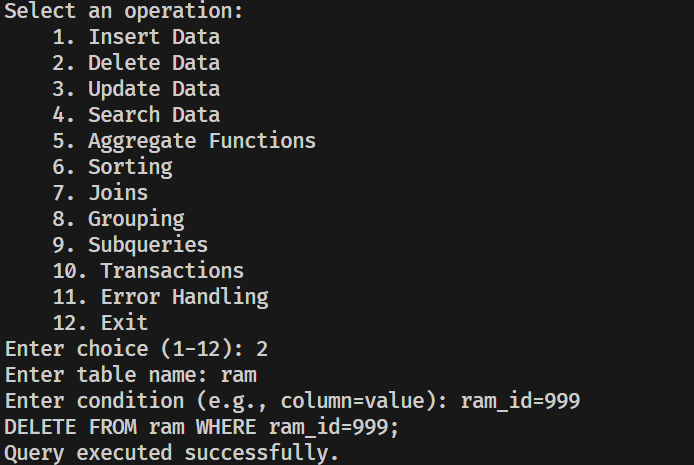 Select an operation:
    1. Insert Data
    2. Delete Data
    3. Update Data
    4. Search Data
    5. Aggregate Functions
    6. Sorting
    7. Joins
    8. Grouping
    9. Subqueries
    10. Transactions
    11. Error Handling
    12. Exit
Enter choice (1-12): 2
Enter table name: ram
Enter condition (e.g., column=value): ram_id=999
DELETE FROM ram WHERE ram_id=999;
Query executed successfully.